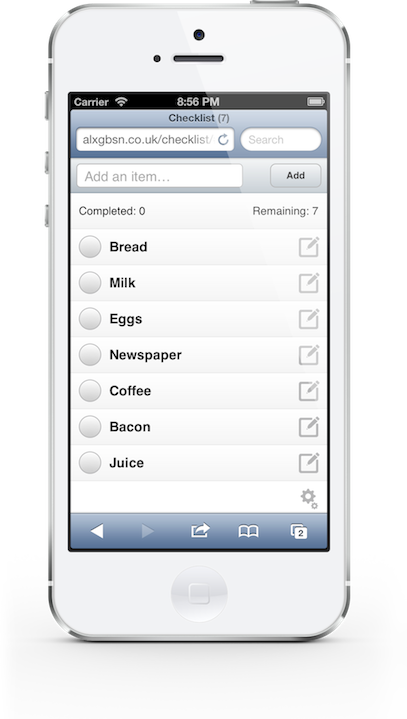 Carrier 8:56 PM
Checklist (7)
alxgbsn.co.uk/checklist/ Search
Add an item... Add
Completed: 0 Remaining: 7
Bread
Milk
Eggs
Newspaper
Coffee
Bacon
Juice
2